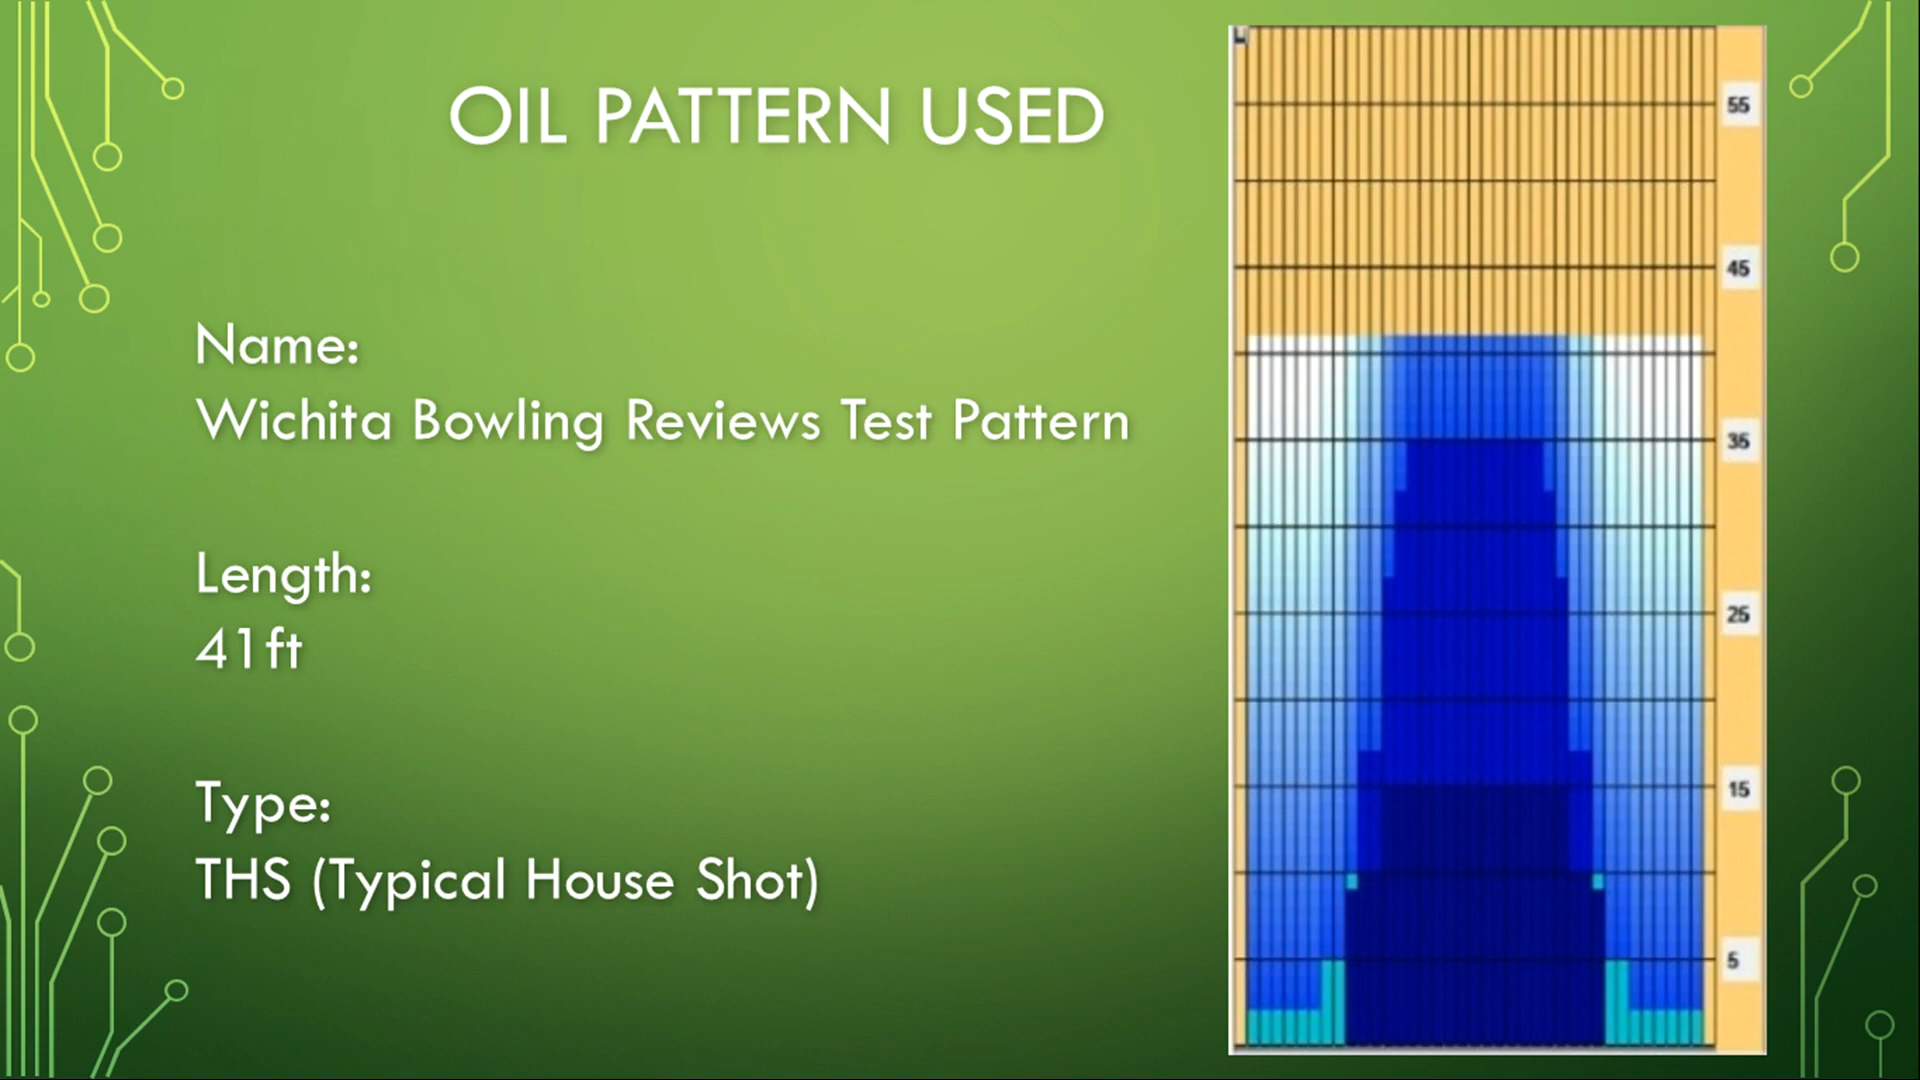 OIL PATTERN USED
Name:
Wichita Bowling Reviews Test Pattern
Length:
41ft
Type:
THS (Typical House Shot)
55
45
35
25
15
5